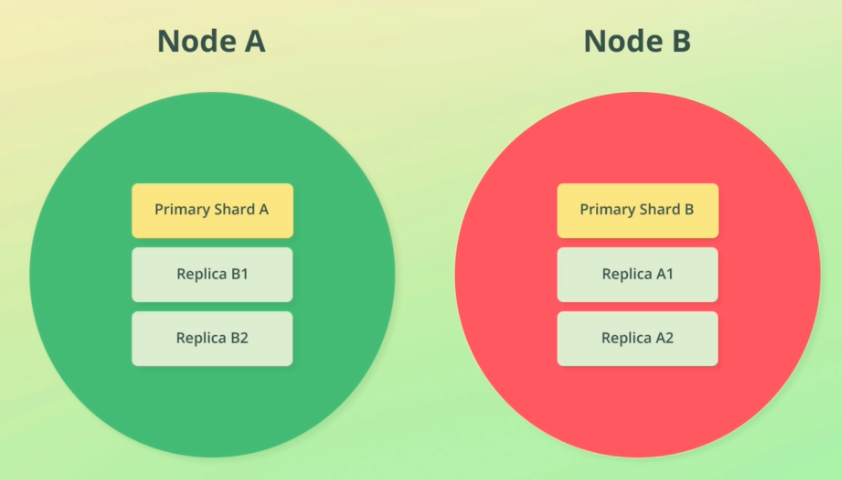 Node A
Primary Shard A
Replica B1
Replica B2
Node B
Primary Shard B
Replica A1
Replica A2